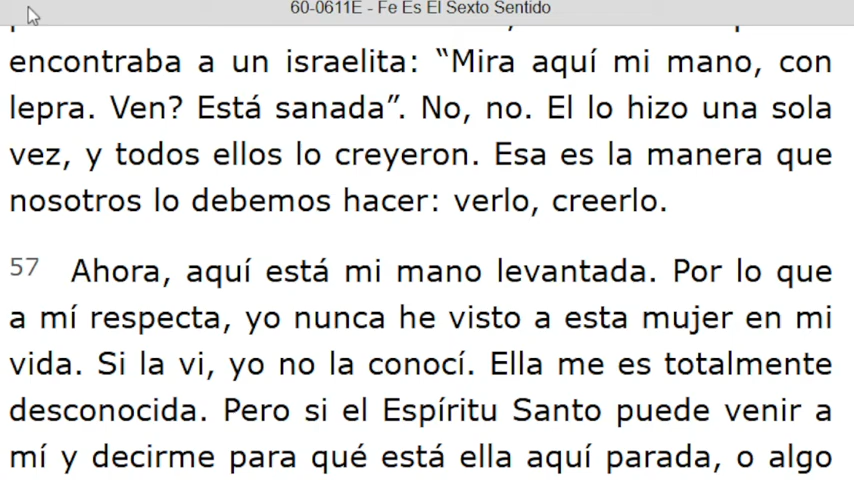 60-0611E - Fe Es El Sexto Sentido
encontraba a un israelita: “Mira aquí mi mano, con
lepra. Ven? Está sanada”. No, no. El lo hizo una sola
vez, y todos ellos lo creyeron. Esa es la manera que
nosotros lo debemos hacer: verlo, creerlo.
57 Ahora, aquí está mi mano levantada. Por lo que
a mí respecta, yo nunca he visto a esta mujer en mi
vida. Si la vi, yo no la conocí. Ella me es totalmente
desconocida. Pero si el Espíritu Santo puede venir a
mí y decirme para qué está ella aquí parada, o algo